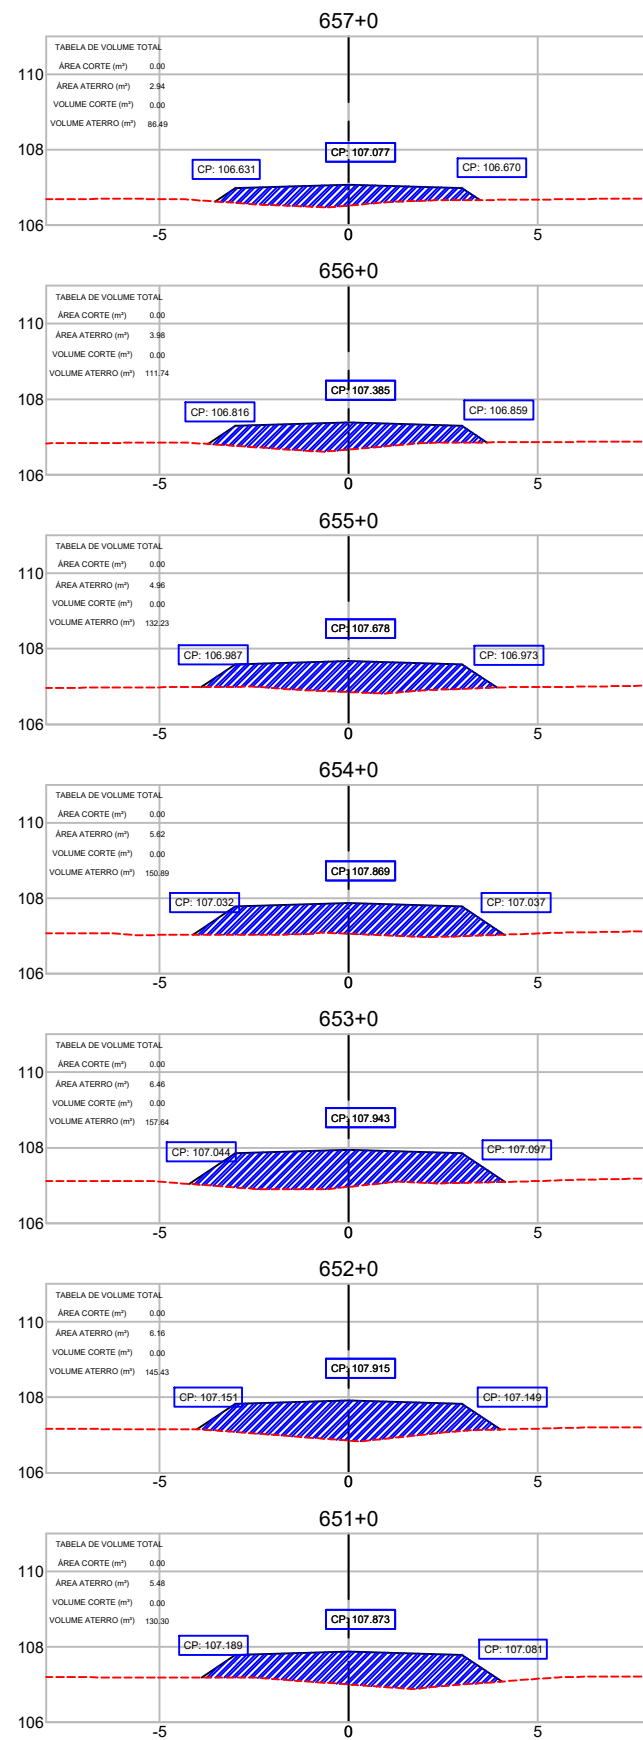 657+0
TABELA DE VOLUME TOTAL
ÁREA CORTE (m²) 0.00
ÁREA ATERRO (m²) 2.94
VOLUME CORTE (m³) 0.00
VOLUME ATERRO (m³) 86.49
110
108
106
CP: 106.631
CP: 107.077
CP: 106.670
-5 0 5
656+0
TABELA DE VOLUME TOTAL
ÁREA CORTE (m²) 0.00
ÁREA ATERRO (m²) 3.98
VOLUME CORTE (m³) 0.00
VOLUME ATERRO (m³) 111.74
110
108
106
CP: 106.816
CP: 107.385
CP: 106.859
-5 0 5
655+0
TABELA DE VOLUME TOTAL
ÁREA CORTE (m²) 0.00
ÁREA ATERRO (m²) 4.96
VOLUME CORTE (m³) 0.00
VOLUME ATERRO (m³) 132.23
110
108
106
CP: 106.987
CP: 107.678
CP: 106.973
-5 0 5
654+0
TABELA DE VOLUME TOTAL
ÁREA CORTE (m²) 0.00
ÁREA ATERRO (m²) 5.62
VOLUME CORTE (m³) 0.00
VOLUME ATERRO (m³) 150.89
110
108
106
CP: 107.032
CP: 107.869
CP: 107.037
-5 0 5
653+0
TABELA DE VOLUME TOTAL
ÁREA CORTE (m²) 0.00
ÁREA ATERRO (m²) 6.46
VOLUME CORTE (m³) 0.00
VOLUME ATERRO (m³) 157.64
110
108
106
CP: 107.044
CP: 107.943
CP: 107.097
-5 0 5
652+0
TABELA DE VOLUME TOTAL
ÁREA CORTE (m²) 0.00
ÁREA ATERRO (m²) 6.16
VOLUME CORTE (m³) 0.00
VOLUME ATERRO (m³) 145.43
110
108
106
CP: 107.151
CP: 107.915
CP: 107.149
-5 0 5
651+0
TABELA DE VOLUME TOTAL
ÁREA CORTE (m²) 0.00
ÁREA ATERRO (m²) 5.48
VOLUME CORTE (m³) 0.00
VOLUME ATERRO (m³) 130.30
110
108
106
CP: 107.189
CP: 107.873
CP: 107.081
-5 0 5